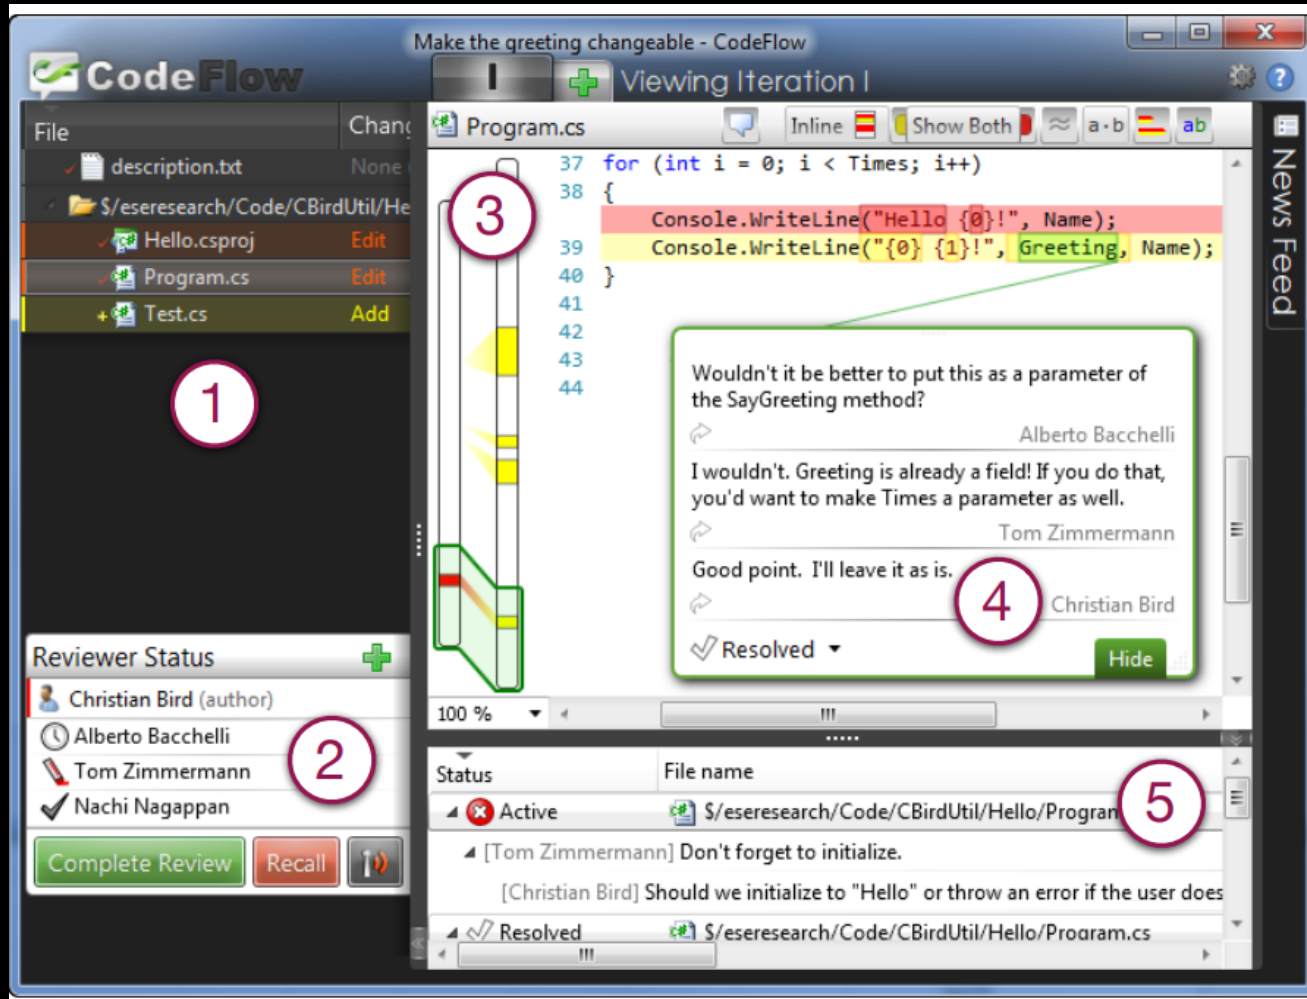 Make the greeting changeable - CodeFlow
CodeFlow
I
Viewing Iteration I
File
Chang
Program.cs
Inline
Show Both
a·b
ab
description.txt
None
$/eseresearch/Code/CBirdUtil/He
Hello.csproj
Edit
Program.cs
Edit
Test.cs
Add
1
3
37 for (int i = 0; i < Times; i++)
38 {
Console.WriteLine("Hello {0}!", Name);
39 Console.WriteLine("{0} {1}!", Greeting, Name);
40 }
41
42
43
44
News Feed
Wouldn't it be better to put this as a parameter of
the SayGreeting method?
Alberto Bacchelli
I wouldn't. Greeting is already a field! If you do that,
you'd want to make Times a parameter as well.
Tom Zimmermann
Good point. I'll leave it as is.
4
Christian Bird
Resolved
Hide
Reviewer Status
Christian Bird (author)
Alberto Bacchelli
Tom Zimmermann
Nachi Nagappan
2
Complete Review
Recall
100 %
Status
File name
5
Active
$/eseresearch/Code/CBirdUtil/Hello/Program
[Tom Zimmermann] Don't forget to initialize.
[Christian Bird] Should we initialize to "Hello" or throw an error if the user does
Resolved
$/eseresearch/Code/CBirdUtil/Hello/Program.cs